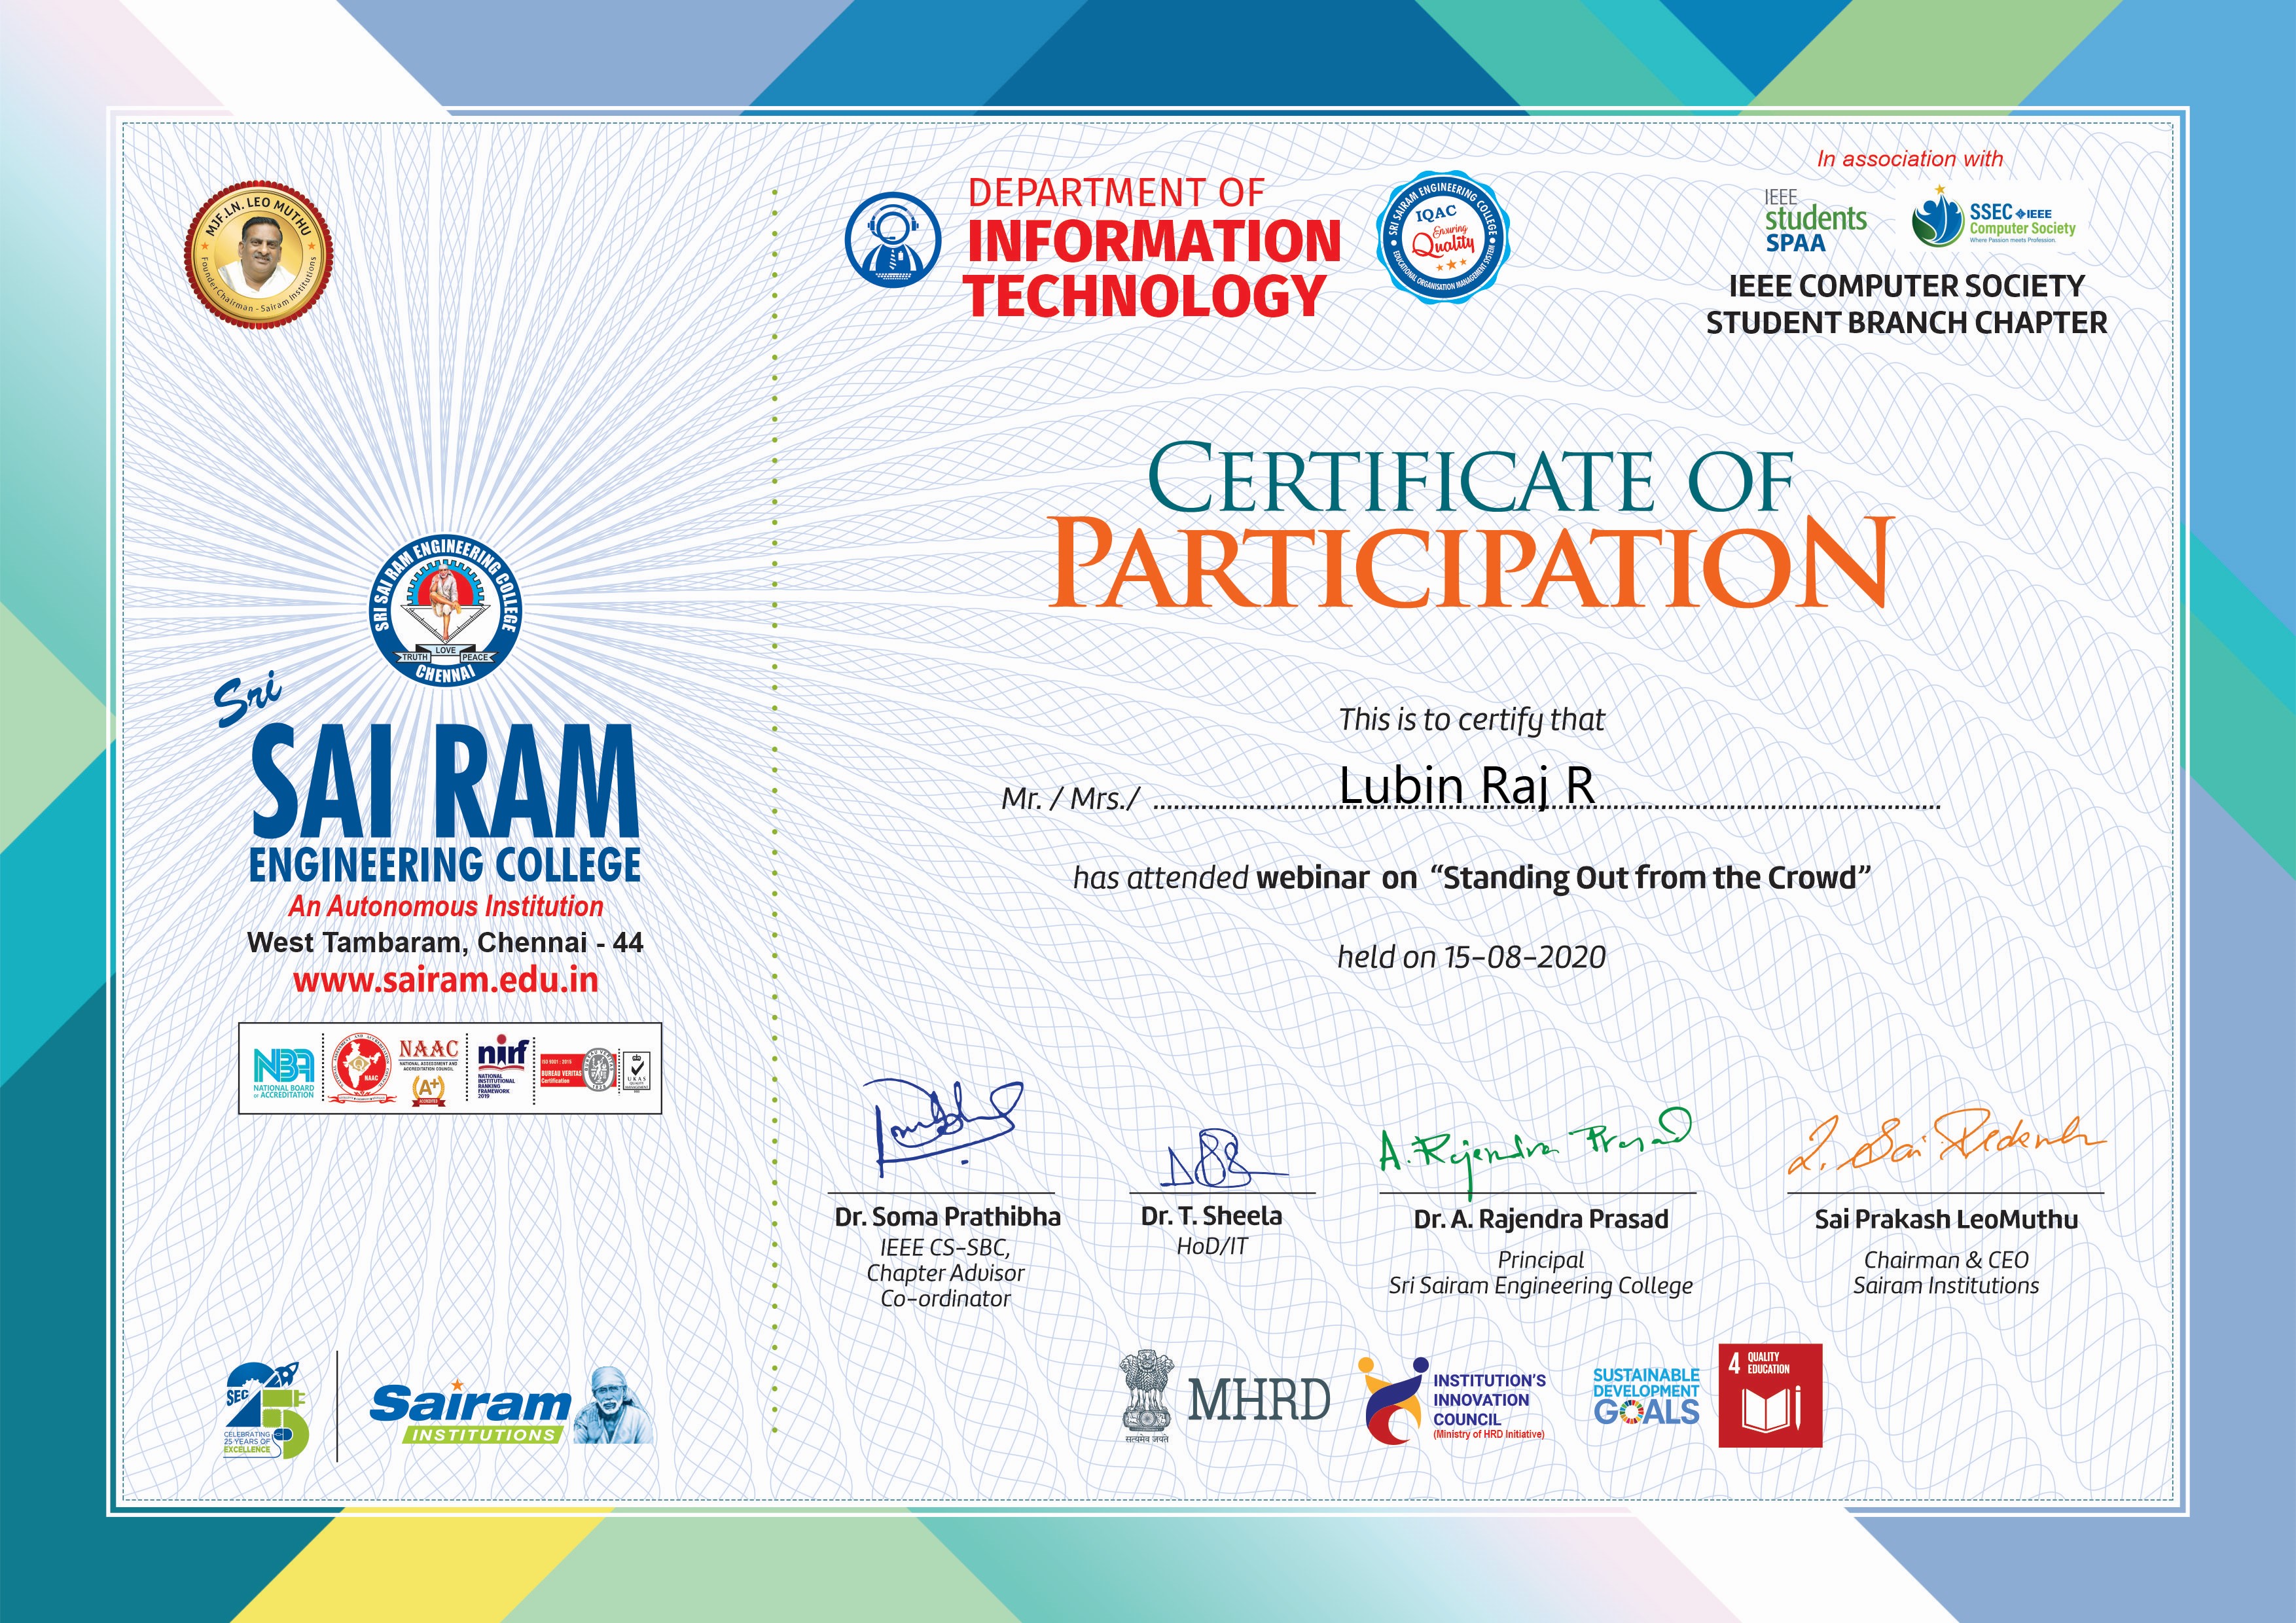 MJF.LN. LEO MUTHU
Founder Chairman - Sairam Institutions
DEPARTMENT OF
INFORMATION
TECHNOLOGY
SRI SAIRAM ENGINEERING COLLEGE
IQAC
Ensuring
Quality
EDUCATIONAL ORGANISATION MANAGEMENT SYSTEM
In association with
IEEE
students
SPAA
SSEC IEEE
Computer Society
Where Passion meets Profession.
IEEE COMPUTER SOCIETY
STUDENT BRANCH CHAPTER
CERTIFICATE OF
PARTICIPATION
This is to certify that
Mr. / Mrs./ Lubin Raj R
has attended webinar on “Standing Out from the Crowd”
held on 15-08-2020
SRI SAI RAM ENGINEERING COLLEGE
TRUTH LOVE PEACE
CHENNAI
Sri
SAI RAM
ENGINEERING COLLEGE
An Autonomous Institution
West Tambaram, Chennai - 44
www.sairam.edu.in
NBA
NATIONAL BOARD
of ACCREDITATION
NAAC
NAAC
NATIONAL ASSESSMENT AND
ACCREDITATION COUNCIL
A+
ACCREDITED
nirf
NATIONAL
INSTITUTIONAL
RANKING
FRAMEWORK
2019
ISO 9001 : 2015
BUREAU VERITAS
Certification
UKAS
A. Rajendra Prasad
Dr. Soma Prathibha
IEEE CS-SBC,
Chapter Advisor
Co-ordinator
Dr. T. Sheela
HoD/IT
Dr. A. Rajendra Prasad
Principal
Sri Sairam Engineering College
Sai Prakash LeoMuthu
Chairman & CEO
Sairam Institutions
SEC
25
CELEBRATING
25 YEARS OF
EXCELLENCE
Sairam
INSTITUTIONS
सत्यमेव जयते
MHRD
INSTITUTION'S
INNOVATION
COUNCIL
(Ministry of HRD Initiative)
SUSTAINABLE
DEVELOPMENT
GOALS
4 QUALITY
EDUCATION